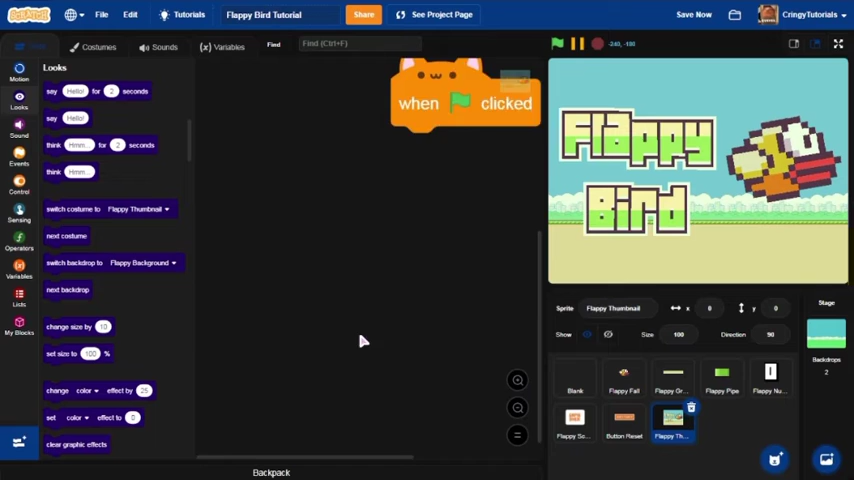 SCRATCH
File
Edit
Tutorials
Flappy Bird Tutorial
Share
See Project Page
Save Now
CringyTutorials
Costumes
Sounds
(x) Variables
Find
Find (Ctrl+F)
-240, -180
Motion
Looks
Sound
Events
Control
Sensing
Operators
Variables
Lists
My Blocks
Looks
say Hello! for 2 seconds
say Hello!
think Hmm... for 2 seconds
think Hmm...
switch costume to Flappy Thumbnail
next costume
switch backdrop to Flappy Background
next backdrop
change size by 10
set size to 100 %
change color effect by 25
set color effect to 0
clear graphic effects
when clicked
Backpack
Flappy
Bird
Sprite Flappy Thumbnail x 0 y 0
Show Size 100 Direction 90
Stage
Backdrops
2
Blank
Flappy Fall
Flappy Gr...
Flappy Pipe
Flappy Nu...
Flappy Sc...
Button Reset
Flappy Th...